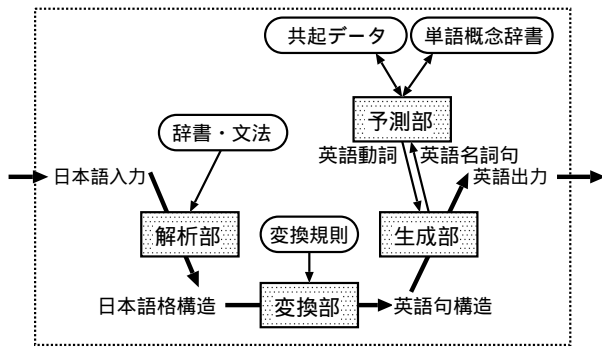 共起データ
単語概念辞書
予測部
辞書・文法
英語動詞
英語名詞句
日本語入力
英語出力
解析部
変換規則
生成部
日本語格構造
変換部
英語句構造